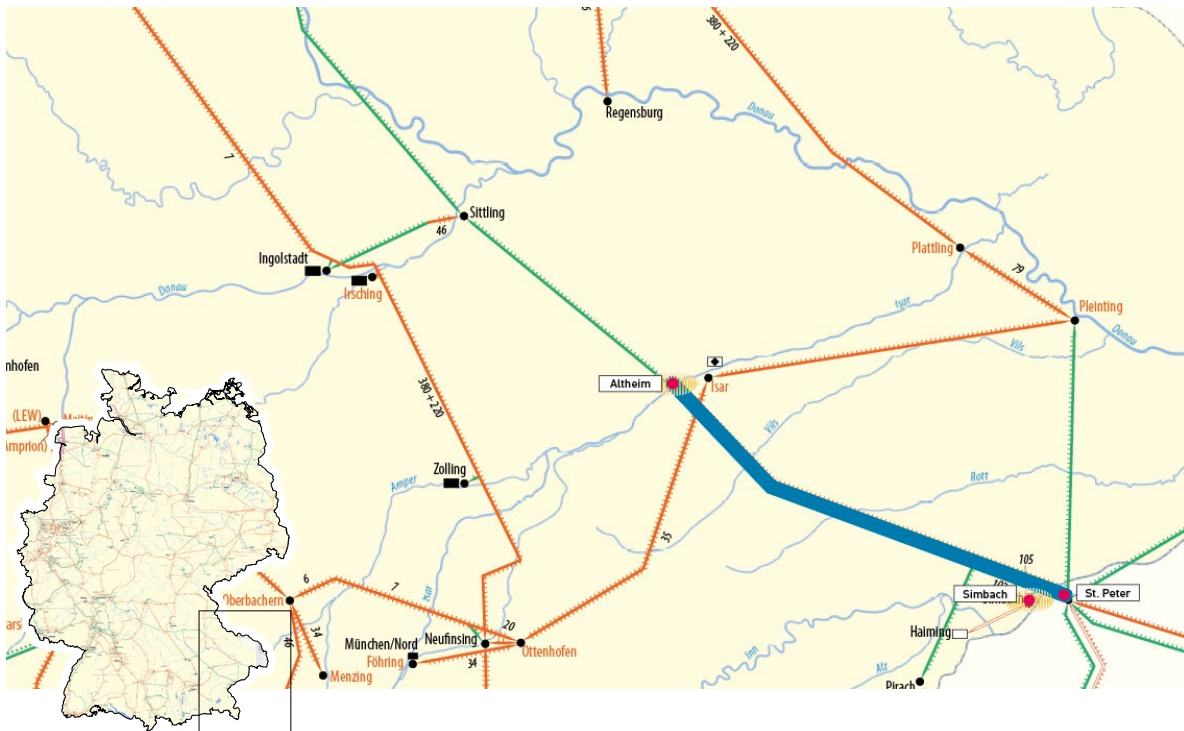 380 + 220
Regensburg
Donau
7
Sittling
46
Ingolstadt
Irsching
Donau
Plattling
79
Isar
Pleinting
Donau
Vils
nhofen
Altheim
Isar
380 + 220
(LEW)
Amprion)
Vils
Zolling
Amper
Rott
35
105
6
7
Oberbachern
Simbach
St. Peter
34
46
20
München/Nord
Neufinsing
Ottenhofen
Haiming
Föhring
34
Menzing
Inn
Alz
Pirach